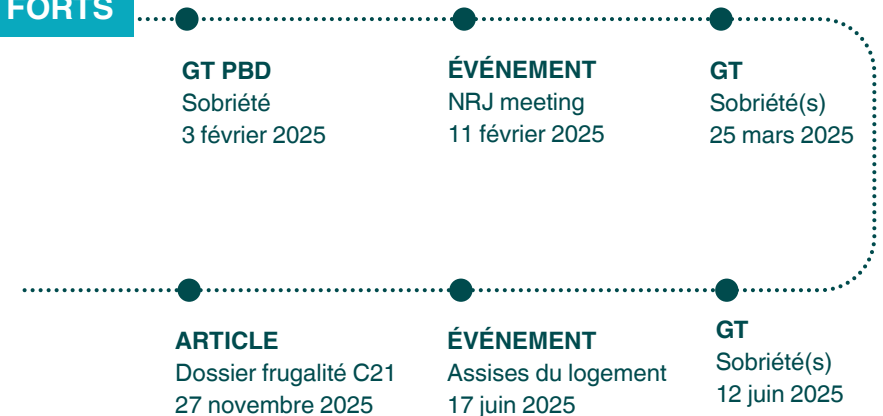 FORTS
GT PBD
Sobriété
3 février 2025
ÉVÉNEMENT
NRJ meeting
11 février 2025
GT
Sobriété(s)
25 mars 2025
GT
Sobriété(s)
12 juin 2025
ÉVÉNEMENT
Assises du logement
17 juin 2025
ARTICLE
Dossier frugalité C21
27 novembre 2025